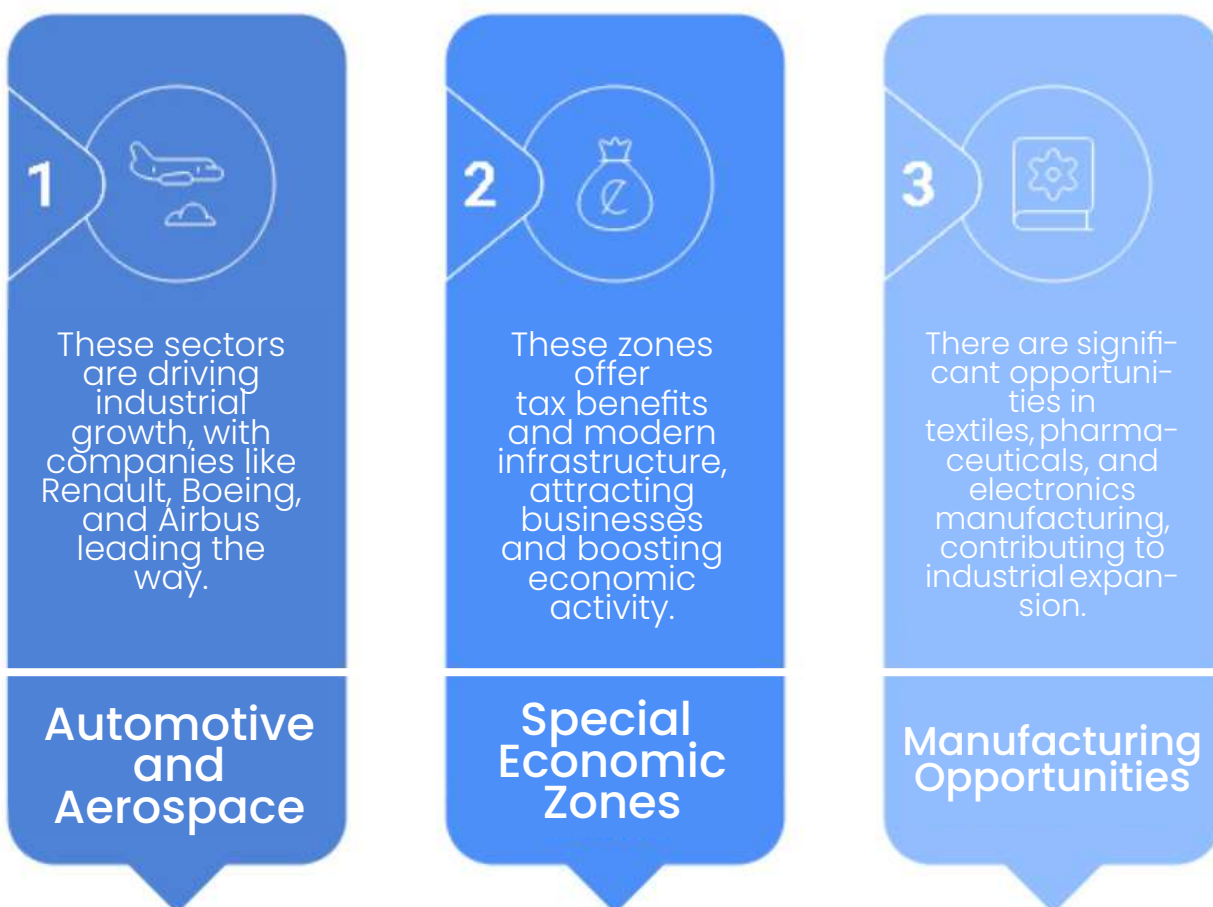 1
These sectors
are driving
industrial
growth, with
companies like
Renault, Boeing,
and Airbus
leading the
way.
Automotive
and
Aerospace
2
₵
These zones
offer
tax benefits
and modern
infrastructure,
attracting
businesses
and boosting
economic
activity.
Special
Economic
Zones
3
There are signifi-
cant opportuni-
ties in
textiles, pharma-
ceuticals, and
electronics
manufacturing,
contributing to
industrial expan-
sion.
Manufacturing
Opportunities